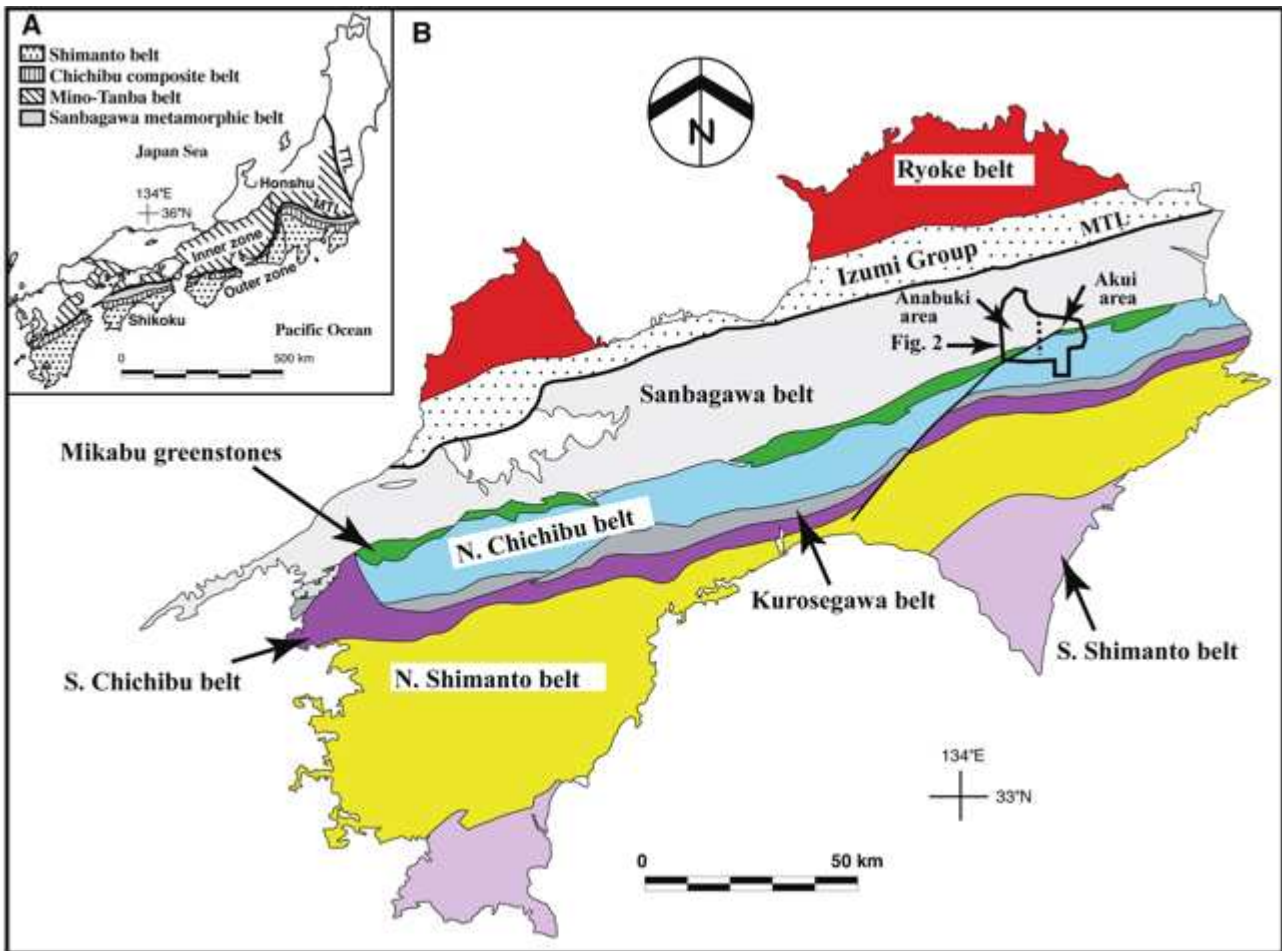 A
Shimanto belt
Chichibu composite belt
Mino-Tanba belt
Sanbagawa metamorphic belt
Japan Sea
134°E
36°N
Honshu
TTL
MTL
Inner zone
Outer zone
Shikoku
Pacific Ocean
0 500 km
B
N
Ryoke belt
Izumi Group
MTL
Anabuki
area
Akui
area
Fig. 2
Sanbagawa belt
Mikabu greenstones
N. Chichibu belt
Kurosegawa belt
S. Chichibu belt
N. Shimanto belt
S. Shimanto belt
134°E
33°N
0 50 km